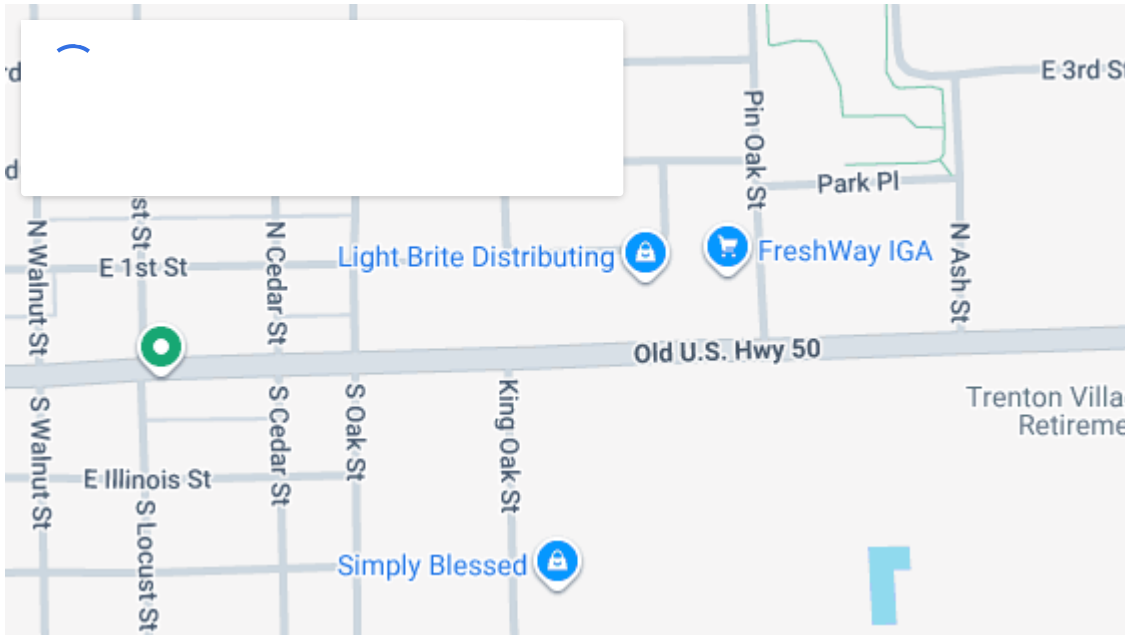 rd
E 3rd St
Pin Oak St
d
Park Pl
st St
N Walnut St
N Cedar St
Light Brite Distributing
FreshWay IGA
N Ash St
E 1st St
Old U.S. Hwy 50
S Walnut St
S Cedar St
S Oak St
King Oak St
Trenton Villa
Retireme
E Illinois St
S Locust St
Simply Blessed